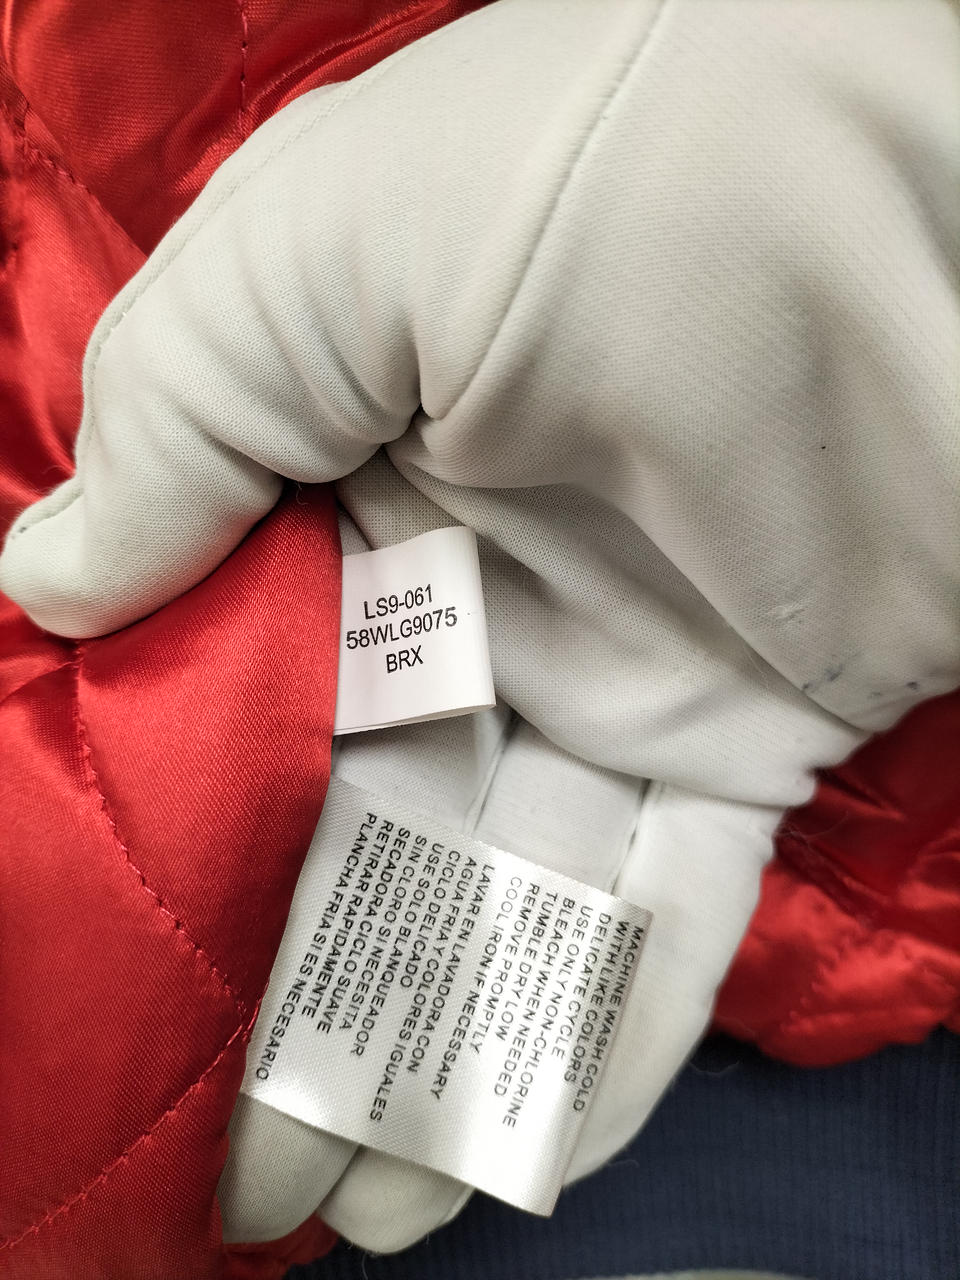 LS9-061
58WLG9075
BRX
MACHINE WASH COLD
WITH LIKE COLORS
DELICATE CYCLE
USE ONLY NON-CHLORINE
BLEACH WHEN NEEDED
TUMBLE DRY LOW
REMOVE PROMPTLY
COOL IRON IF NECESSARY
LAVAR EN LAVADORA CON
AGUA FRIA Y COLORES IGUALES
CICLO DELICADO
USE SOLO BLANQUEADOR
SIN CLORO SI NECESITA
SECADORA CICLO SUAVE
RETIRAR RAPIDAMENTE
PLANCHA FRIA SI ES NECESARIO